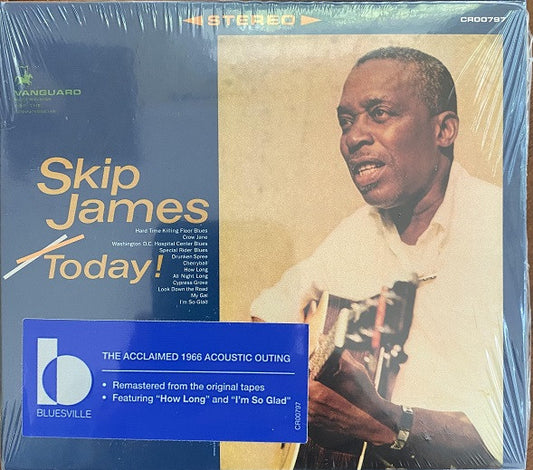 STEREO
CR00797
VANGUARD
Skip
James
Today!
Hard Time Killing Floor Blues
Crow Jane
Washington D.C. Hospital Center Blues
Special Rider Blues
Drunken Spree
Cherryball
How Long
All Night Long
Cypress Grove
Look Down the Road
My Gal
I'm So Glad
b
BLUESVILLE
THE ACCLAIMED 1966 ACOUSTIC OUTING
• Remastered from the original tapes
• Featuring “How Long” and “I'm So Glad”
CR00797